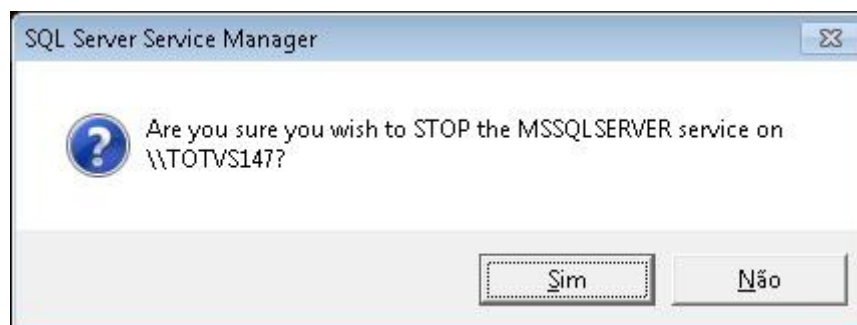 SQL Server Service Manager
Are you sure you wish to STOP the MSSQLSERVER service on
\\TOTVS147?
Sim
Não